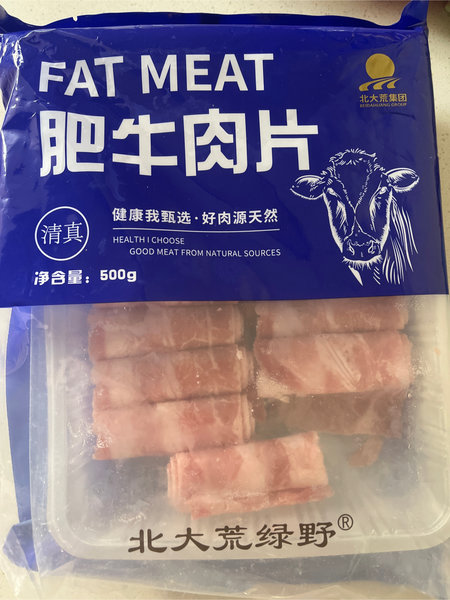 FAT MEAT
北大荒集团
BEIDAHUANG GROUP
肥牛肉片
清真
健康我甄选·好肉源天然
HEALTH I CHOOSE
GOOD MEAT FROM NATURAL SOURCES
净含量：500g
北大荒绿野®